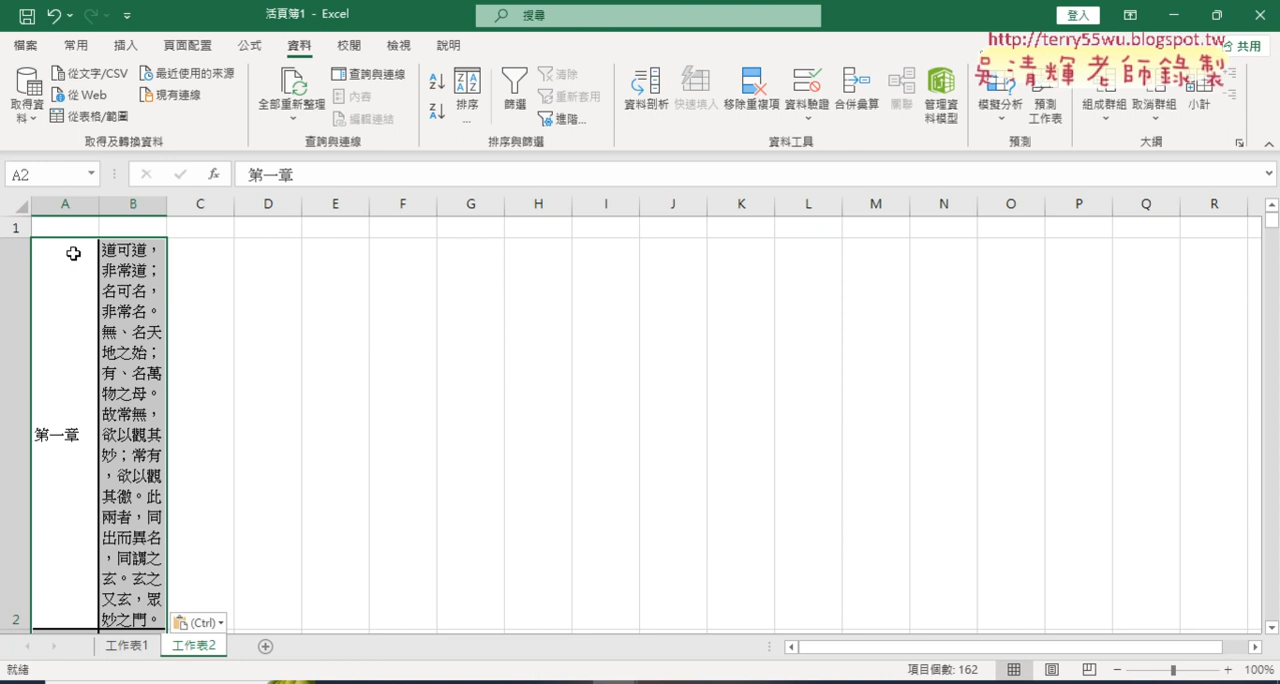 活頁簿1 - Excel
搜尋
登入
http://terry55wu.blogspot.tw
吳清輝老師錄製
共用
檔案 常用 插入 頁面配置 公式 資料 校閱 檢視 說明
取得資料
從文字/CSV
從 Web
從表格/範圍
最近使用的來源
現有連線
取得及轉換資料
全部重新整理
查詢與連線
內容
編輯連結
查詢與連線
排序...
篩選
清除
重新套用
進階...
排序與篩選
資料剖析
快速填入
移除重複項
資料驗證
合併彙算
關聯
管理資料模型
資料工具
模擬分析
預測工作表
預測
組成群組
取消群組
小計
大綱
A2
fx
第一章
A B C D E F G H I J K L M N O P Q R
1
第一章
道可道，
非常道；
名可名，
非常名。
無、名天
地之始；
有、名萬
物之母。
故常無，
欲以觀其
妙；常有
，欲以觀
其徼。此
兩者，同
出而異名
，同謂之
玄。玄之
又玄，眾
妙之門。
2
(Ctrl)
工作表1 工作表2
就緒
項目個數: 162
100%